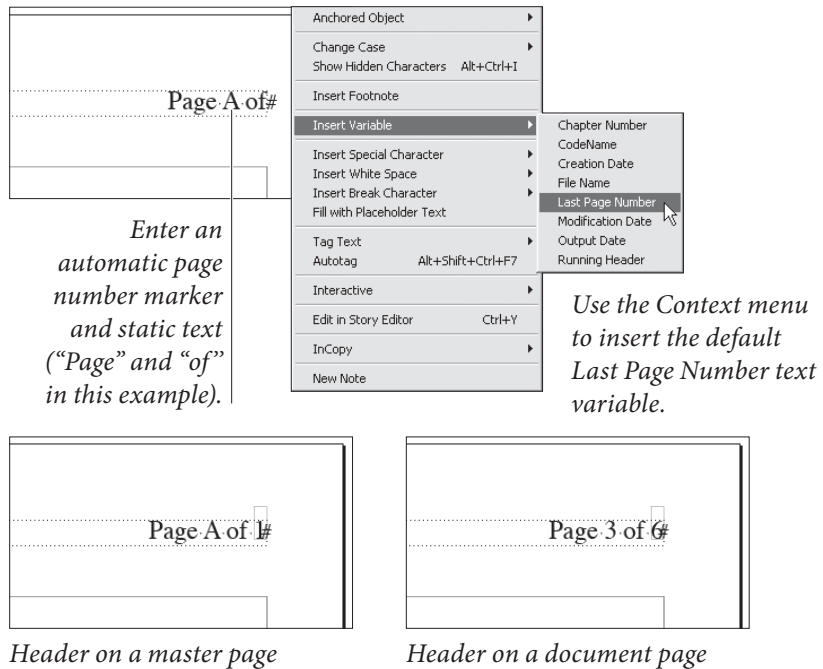 Page A of#
Enter an
automatic page
number marker
and static text
(“Page” and “of”
in this example).
Anchored Object
Change Case
Show Hidden Characters Alt+Ctrl+I
Insert Footnote
Insert Variable
Insert Special Character
Insert White Space
Insert Break Character
Fill with Placeholder Text
Tag Text
Autotag Alt+Shift+Ctrl+F7
Interactive
Edit in Story Editor Ctrl+Y
InCopy
New Note
Chapter Number
CodeName
Creation Date
File Name
Last Page Number
Modification Date
Output Date
Running Header
Use the Context menu
to insert the default
Last Page Number text
variable.
Page A of 1#
Header on a master page
Page 3 of 6#
Header on a document page